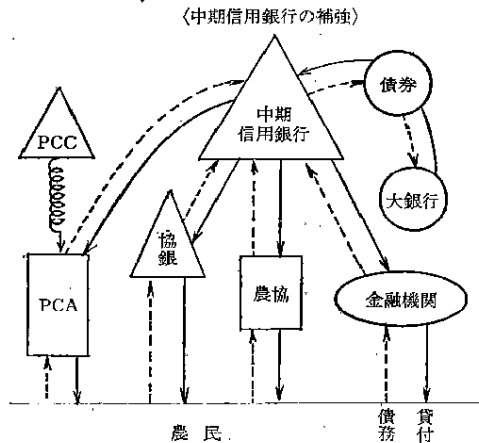 〈中期信用銀行の補強〉
債券
中期
信用銀行
PCC
大銀行
協銀
PCA
農協
金融機関
債務
貸付
農民